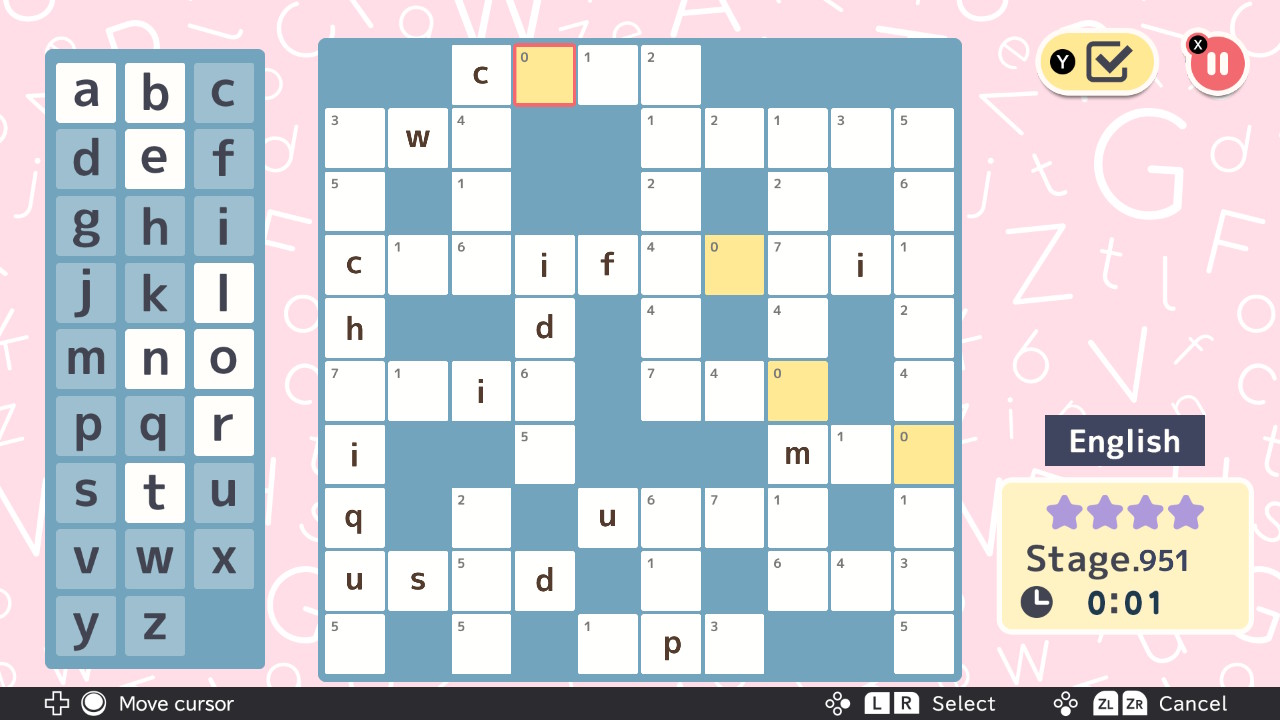 a b c
d e f
g h i
j k l
m n o
p q r
s t u
v w x
y z
c 0 1 2
3 w 4 1 2 1 3 5
5 1 2 2 6
c 1 6 i f 4 0 7 i 1
h d 4 4 2
7 1 i 6 7 4 0 4
i 5 m 1 0
q 2 u 6 7 1 1
u s 5 d 1 6 4 3
5 5 1 p 3 5
Y
X
English
Stage.951
0:01
Move cursor
L R Select
ZL ZR Cancel